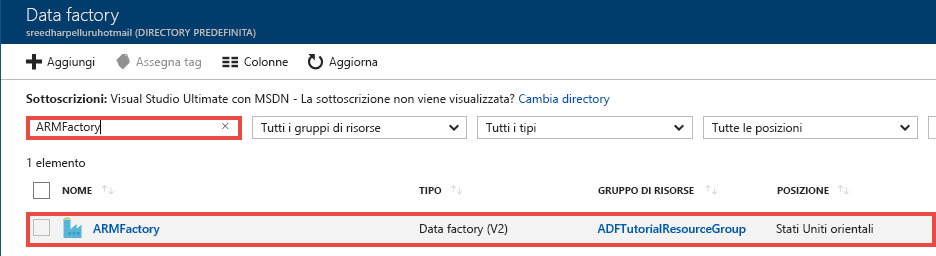 Data factory
sreedharpelluruhotmail (DIRECTORY PREDEFINITA)
Aggiungi Assegna tag Colonne Aggiorna
Sottoscrizioni: Visual Studio Ultimate con MSDN - La sottoscrizione non viene visualizzata? Cambia directory
ARMFactory × Tutti i gruppi di risorse Tutti i tipi Tutte le posizioni
1 elemento
NOME TIPO GRUPPO DI RISORSE POSIZIONE
ARMFactory Data factory (V2) ADFTutorialResourceGroup Stati Uniti orientali